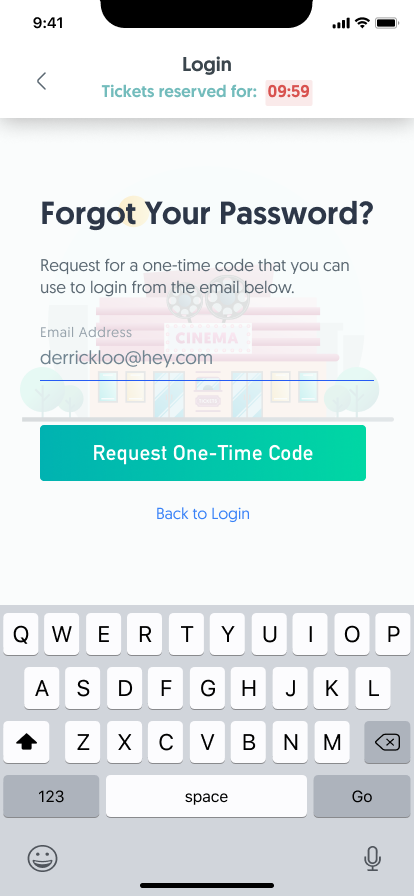 9:41
Login
Tickets reserved for: 09:59
Forgot Your Password?
Request for a one-time code that you can
use to login from the email below.
CINEMA
Email Address
derrickloo@hey.com
Request One-Time Code
Back to Login
Q W E R T Y U I O P
A S D F G H J K L
Z X C V B N M
123 space Go